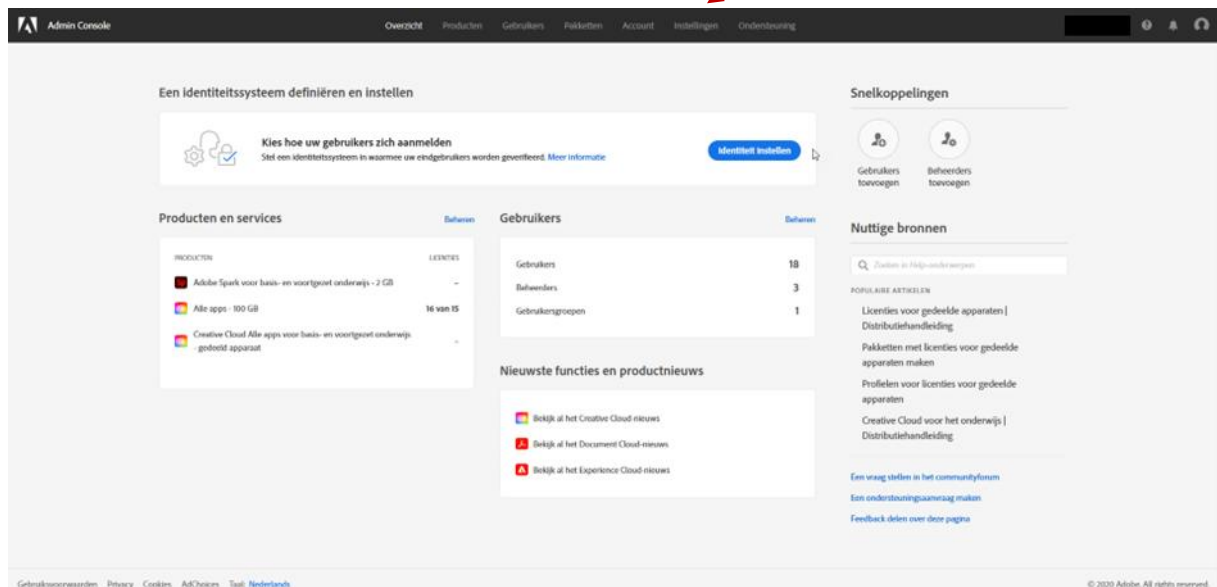 Admin Console
Overzicht Producten Gebruikers Pakketten Account Instellingen Ondersteuning
Een identiteitssysteem definiëren en instellen
Kies hoe uw gebruikers zich aanmelden
Stel een identiteitssysteem in waarmee uw eindgebruikers worden geverifieerd. Meer informatie
Identiteit instellen
Producten en services
Beheren
PRODUCTEN LICENTIES
Adobe Spark voor basis- en voortgezet onderwijs - 2 GB -
Alle apps - 100 GB 16 van 15
Creative Cloud Alle apps voor basis- en voortgezet onderwijs
- gedeeld apparaat -
Gebruikers
Beheren
Gebruikers 18
Beheerders 3
Gebruikersgroepen 1
Nieuwste functies en productnieuws
Bekijk al het Creative Cloud-nieuws
Bekijk al het Document Cloud-nieuws
Bekijk al het Experience Cloud-nieuws
Snelkoppelingen
Gebruikers
toevoegen
Beheerders
toevoegen
Nuttige bronnen
Zoeken in Help-onderwerpen
POPULAIRE ARTIKELEN
Licenties voor gedeelde apparaten |
Distributiehandleiding
Pakketten met licenties voor gedeelde
apparaten maken
Profielen voor licenties voor gedeelde
apparaten
Creative Cloud voor het onderwijs |
Distributiehandleiding
Een vraag stellen in het communityforum
Een ondersteuningsaanvraag maken
Feedback delen over deze pagina
Gebruiksvoorwaarden Privacy Cookies AdChoices Taal: Nederlands
© 2020 Adobe. All rights reserved.